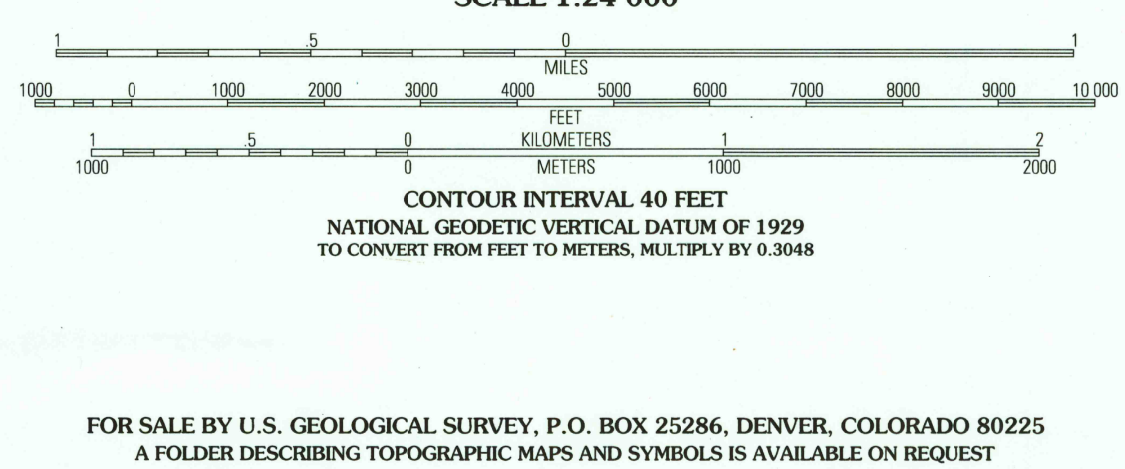 SCALE 1:24 000
1 .5 0 1
MILES
1000 0 1000 2000 3000 4000 5000 6000 7000 8000 9000 10 000
FEET
1 .5 0 KILOMETERS 1 2
1000 0 METERS 1000 2000
CONTOUR INTERVAL 40 FEET
NATIONAL GEODETIC VERTICAL DATUM OF 1929
TO CONVERT FROM FEET TO METERS, MULTIPLY BY 0.3048
FOR SALE BY U.S. GEOLOGICAL SURVEY, P.O. BOX 25286, DENVER, COLORADO 80225
A FOLDER DESCRIBING TOPOGRAPHIC MAPS AND SYMBOLS IS AVAILABLE ON REQUEST